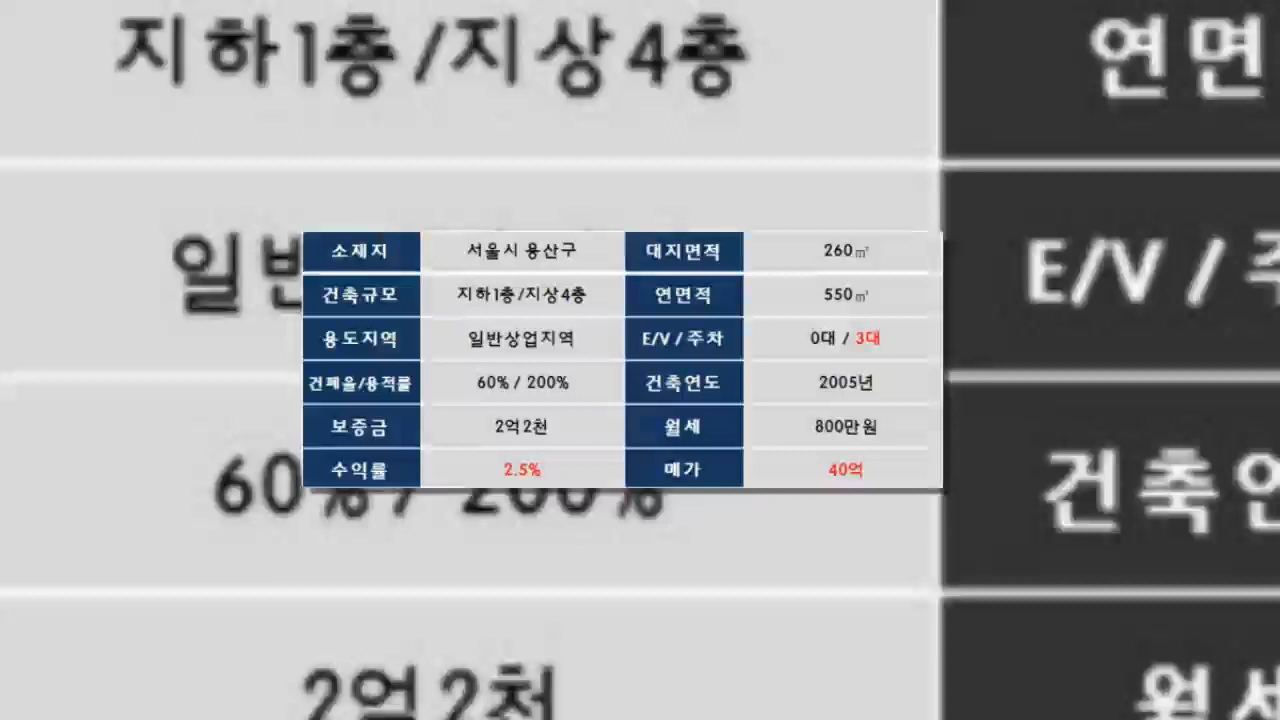 지하1층/지상4층 연면
소재지 서울시 용산구 대지면적 260㎡
건축규모 지하1층/지상4층 연면적 550㎡
용도지역 일반상업지역 E/V / 주차 0대 / 3대
건폐율/용적률 60% / 200% 건축연도 2005년
보증금 2억2천 월세 800만원
수익률 2.5% 매가 40억
일반 E/V / 주
60% / 200% 건축연
2억2천 월세